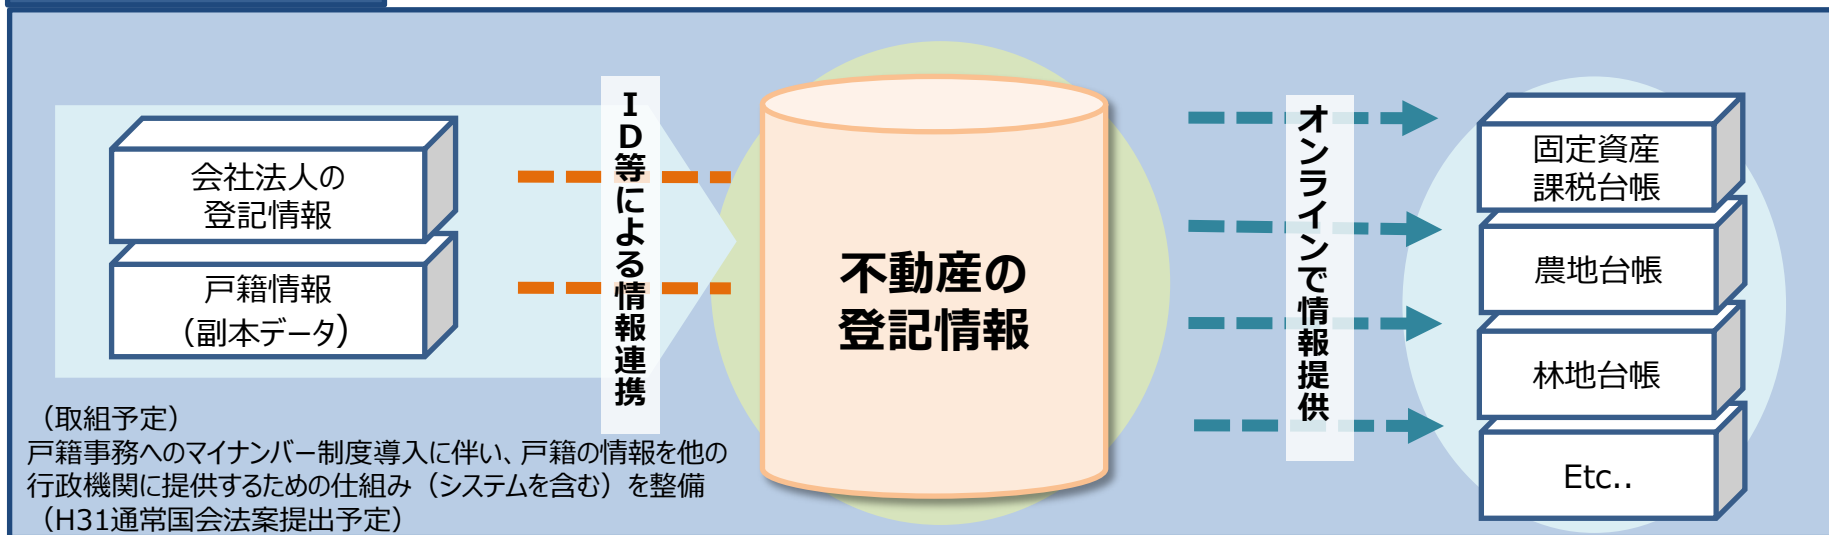 会社法人の
登記情報
戸籍情報
（副本データ）
ＩＤ等による情報連携
不動産の
登記情報
オンラインで情報提供
固定資産
課税台帳
農地台帳
林地台帳
Etc..
（取組予定）
戸籍事務へのマイナンバー制度導入に伴い、戸籍の情報を他の
行政機関に提供するための仕組み（システムを含む）を整備
（H31通常国会法案提出予定）